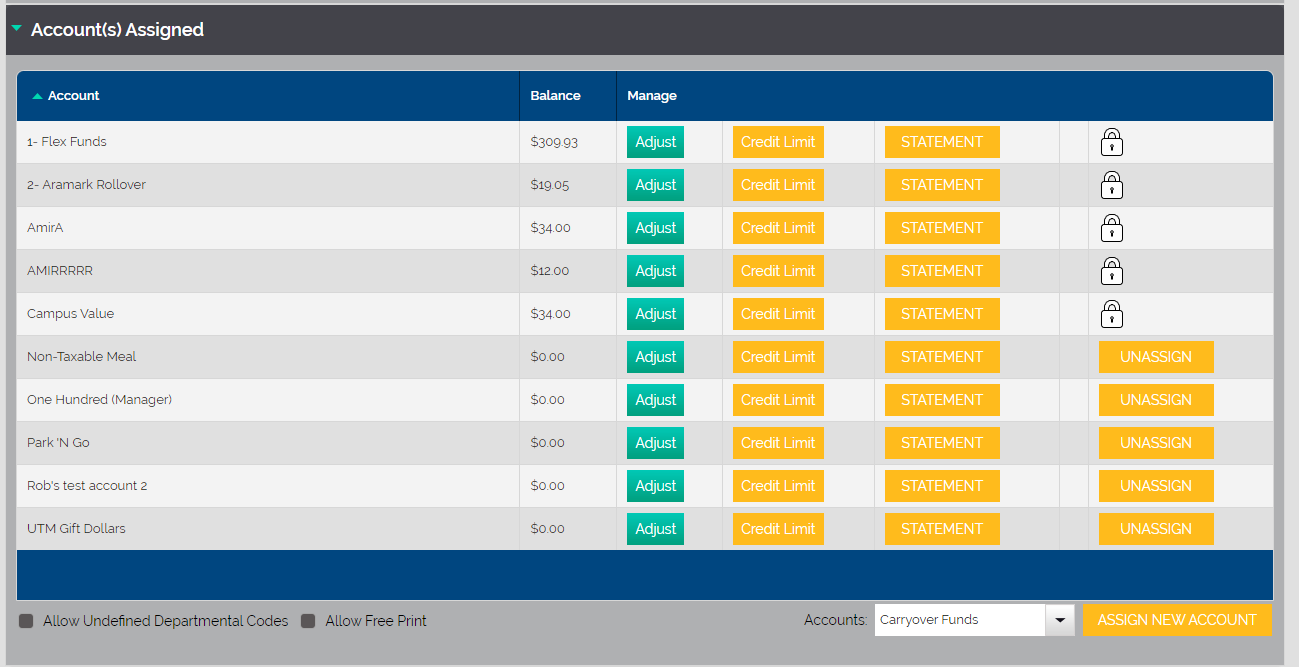 Account(s) Assigned
Account Balance Manage
1- Flex Funds $309.93 Adjust Credit Limit STATEMENT
2- Aramark Rollover $19.05 Adjust Credit Limit STATEMENT
AmirA $34.00 Adjust Credit Limit STATEMENT
AMIRRRRR $12.00 Adjust Credit Limit STATEMENT
Campus Value $34.00 Adjust Credit Limit STATEMENT
Non-Taxable Meal $0.00 Adjust Credit Limit STATEMENT UNASSIGN
One Hundred (Manager) $0.00 Adjust Credit Limit STATEMENT UNASSIGN
Park 'N Go $0.00 Adjust Credit Limit STATEMENT UNASSIGN
Rob's test account 2 $0.00 Adjust Credit Limit STATEMENT UNASSIGN
UTM Gift Dollars $0.00 Adjust Credit Limit STATEMENT UNASSIGN
Allow Undefined Departmental Codes Allow Free Print Accounts: Carryover Funds ASSIGN NEW ACCOUNT